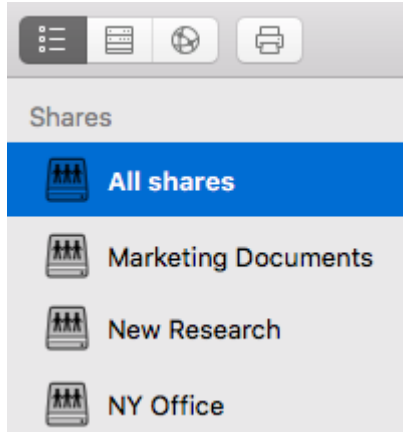 Shares
All shares
Marketing Documents
New Research
NY Office